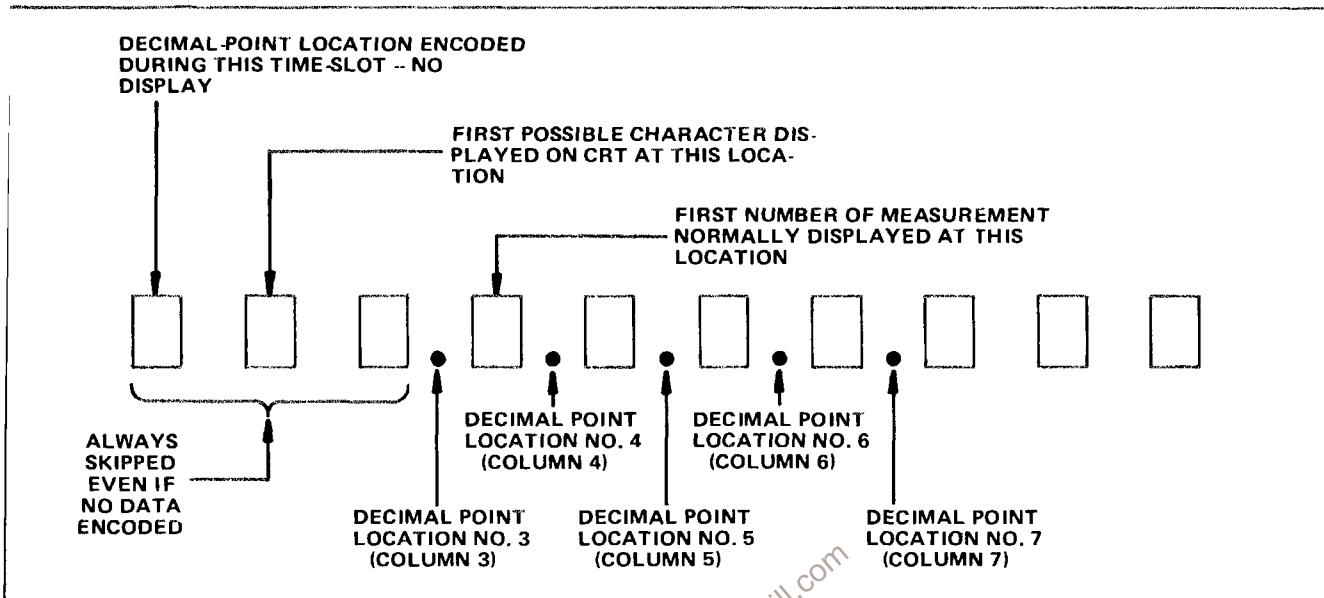 DECIMAL-POINT LOCATION ENCODED
DURING THIS TIME-SLOT -- NO
DISPLAY
FIRST POSSIBLE CHARACTER DIS-
PLAYED ON CRT AT THIS LOCA-
TION
FIRST NUMBER OF MEASUREMENT
NORMALLY DISPLAYED AT THIS
LOCATION
ALWAYS
SKIPPED
EVEN IF
NO DATA
ENCODED
DECIMAL POINT
LOCATION NO. 4
(COLUMN 4)
DECIMAL POINT
LOCATION NO. 6
(COLUMN 6)
DECIMAL POINT
LOCATION NO. 3
(COLUMN 3)
DECIMAL POINT
LOCATION NO. 5
(COLUMN 5)
DECIMAL POINT
LOCATION NO. 7
(COLUMN 7)